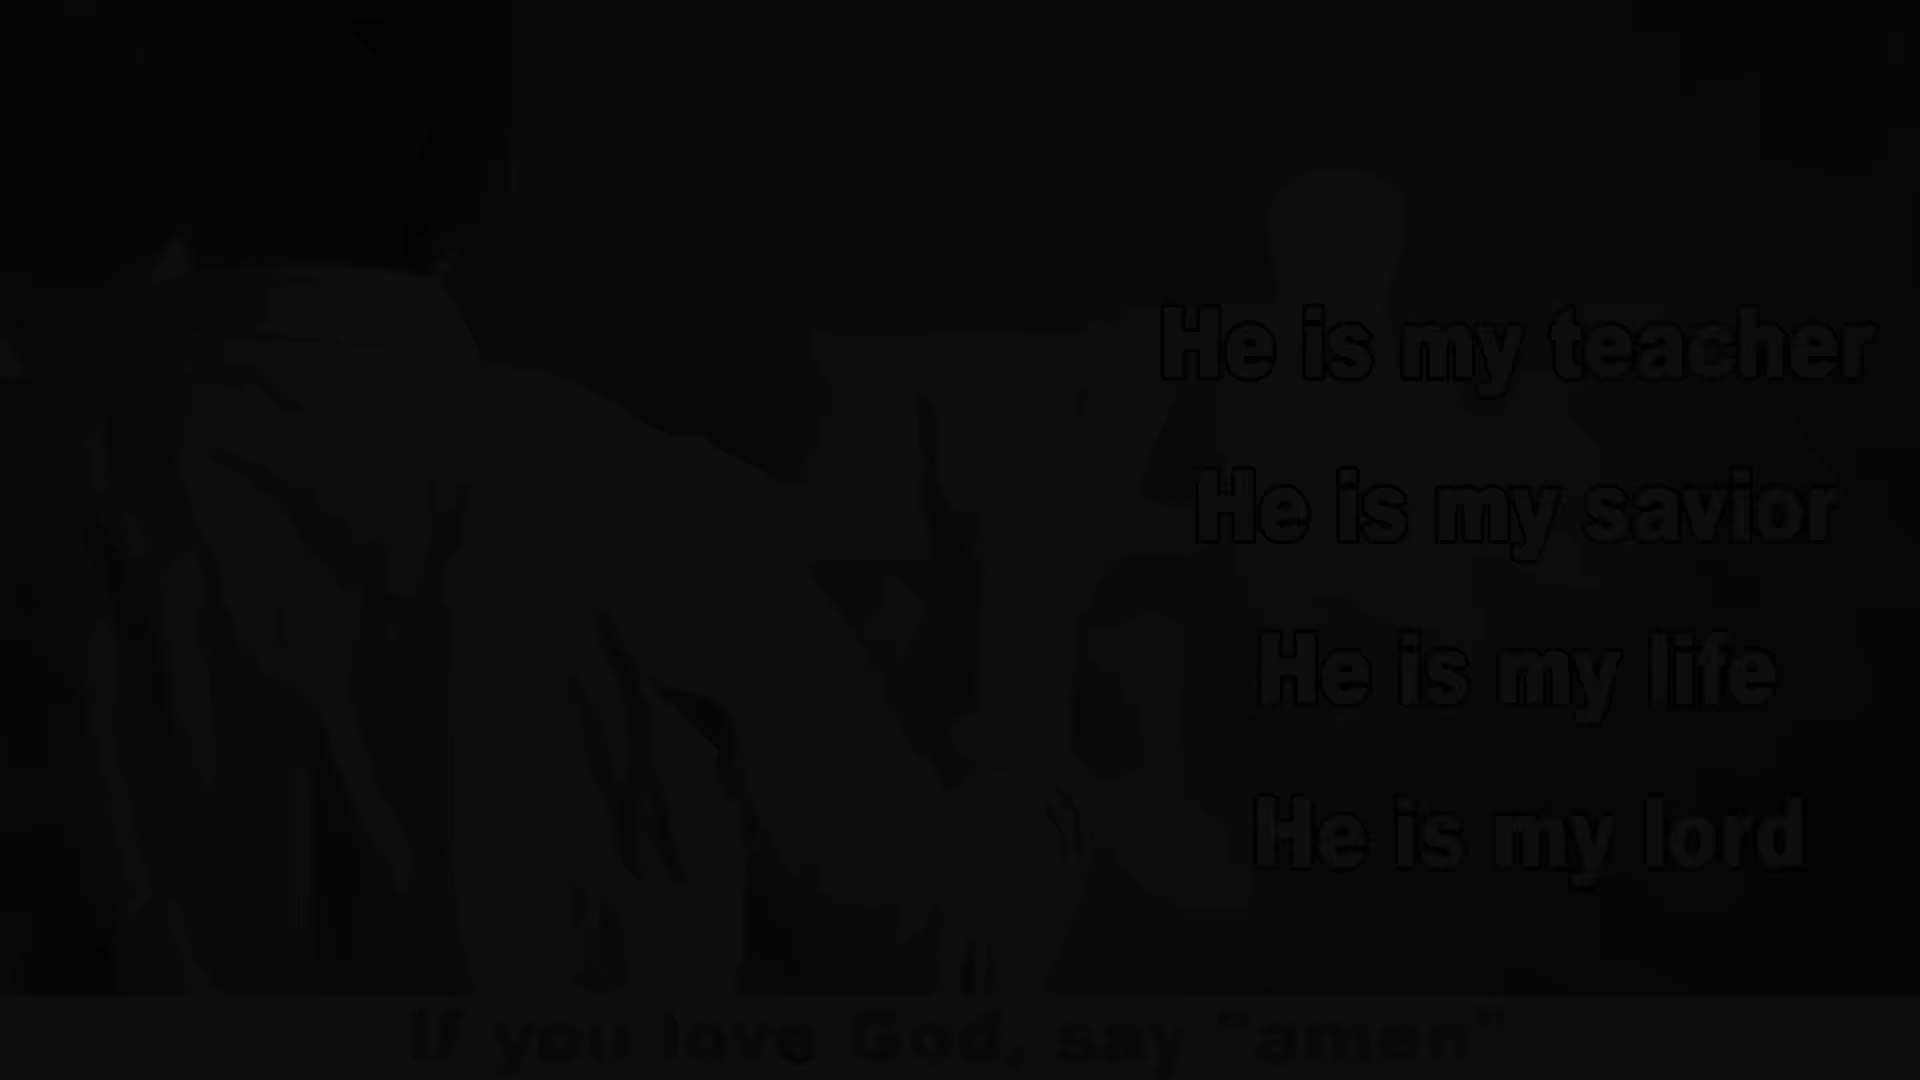 He is my teacher
He is my savior
He is my life
He is my lord
If you love God, say "amen"